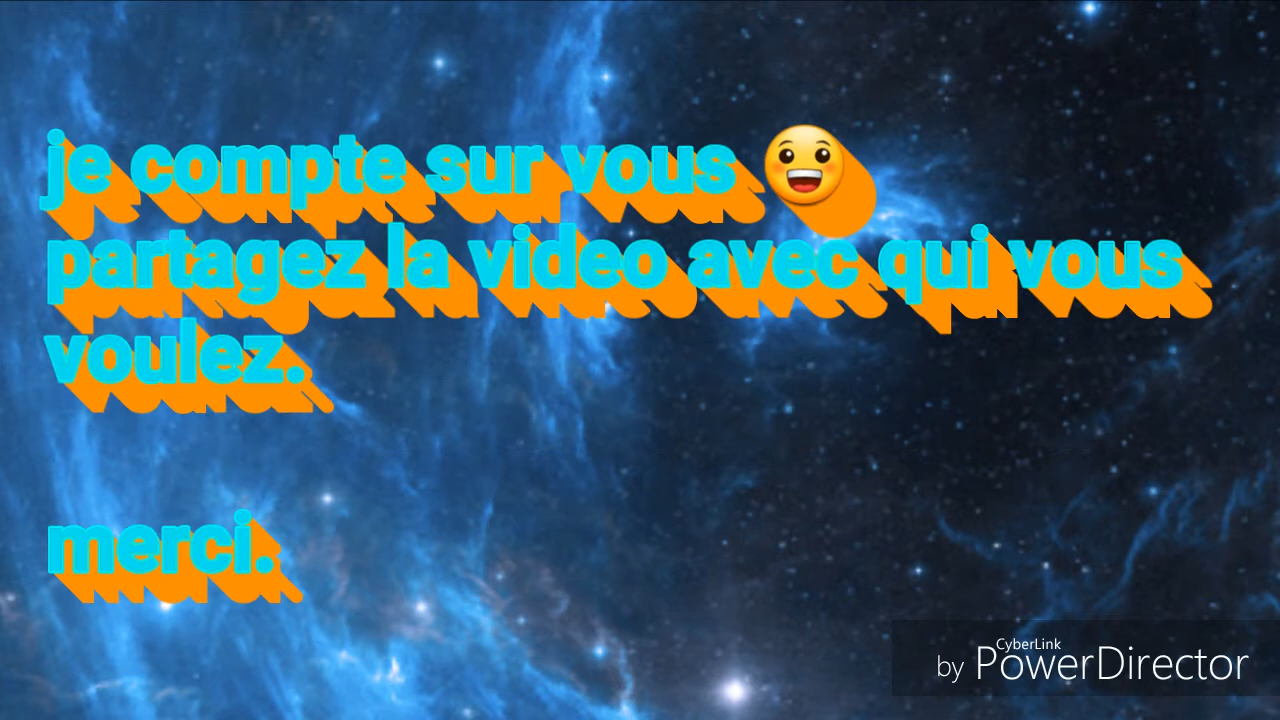 je compte sur vous 😀
partagez la video avec qui vous
voulez.
merci.
CyberLink
by PowerDirector